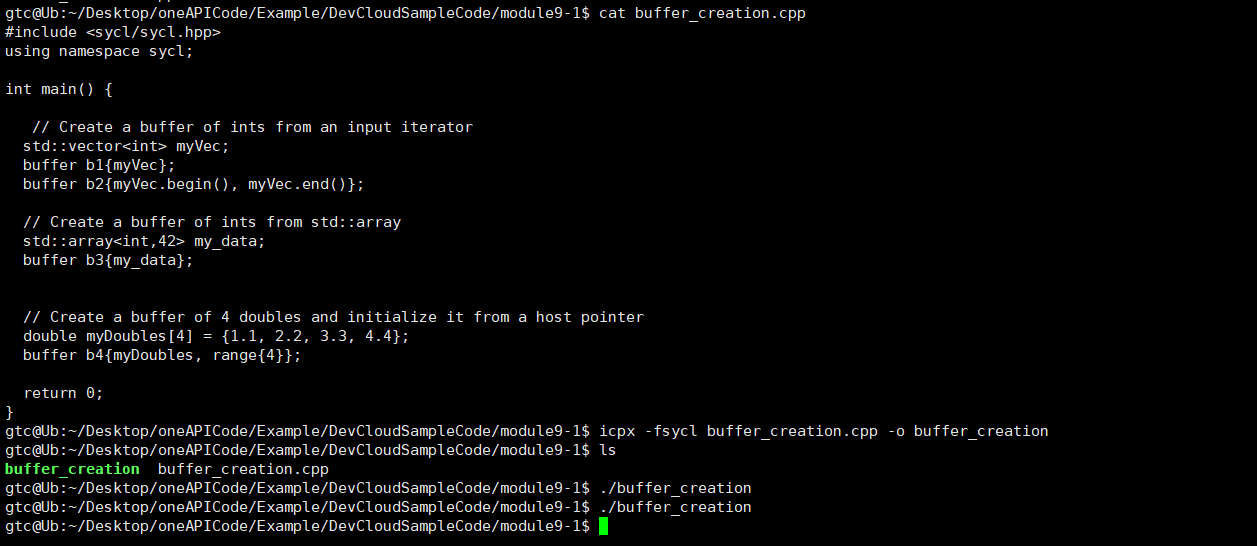 gtc@Ub:~/Desktop/oneAPICode/Example/DevCloudSampleCode/module9-1$ cat buffer_creation.cpp
#include <sycl/sycl.hpp>
using namespace sycl;

int main() {

   // Create a buffer of ints from an input iterator
  std::vector<int> myVec;
  buffer b1{myVec};
  buffer b2{myVec.begin(), myVec.end()};

  // Create a buffer of ints from std::array
  std::array<int,42> my_data;
  buffer b3{my_data};


  // Create a buffer of 4 doubles and initialize it from a host pointer
  double myDoubles[4] = {1.1, 2.2, 3.3, 4.4};
  buffer b4{myDoubles, range{4}};

  return 0;
}
gtc@Ub:~/Desktop/oneAPICode/Example/DevCloudSampleCode/module9-1$ icpx -fsycl buffer_creation.cpp -o buffer_creation
gtc@Ub:~/Desktop/oneAPICode/Example/DevCloudSampleCode/module9-1$ ls
buffer_creation  buffer_creation.cpp
gtc@Ub:~/Desktop/oneAPICode/Example/DevCloudSampleCode/module9-1$ ./buffer_creation
gtc@Ub:~/Desktop/oneAPICode/Example/DevCloudSampleCode/module9-1$ ./buffer_creation
gtc@Ub:~/Desktop/oneAPICode/Example/DevCloudSampleCode/module9-1$